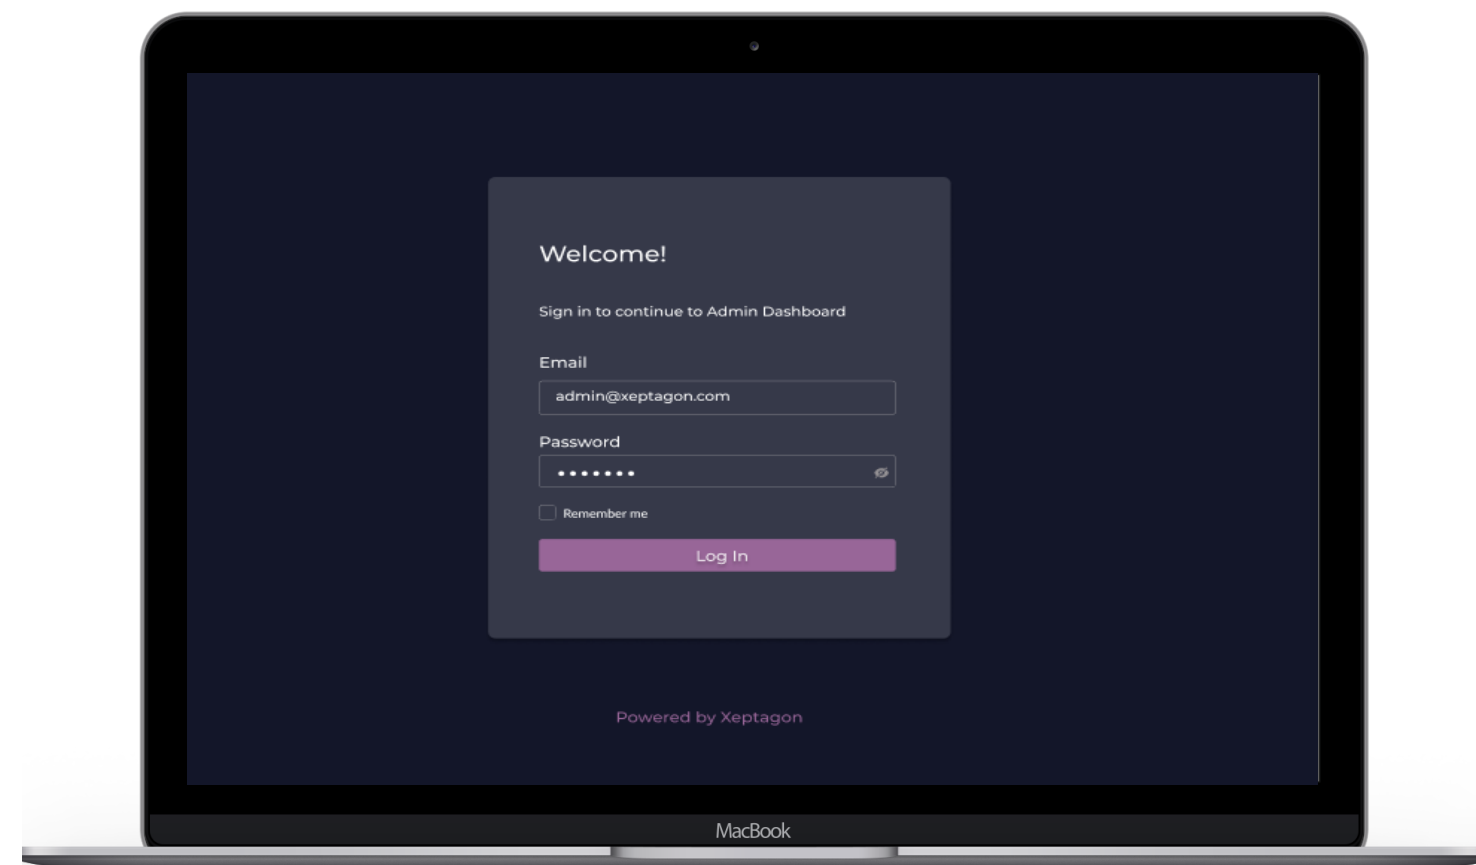 Welcome!
Sign in to continue to Admin Dashboard
Email
admin@xeptagon.com
Password
•••••••
Remember me
Log In
Powered by Xeptagon
MacBook